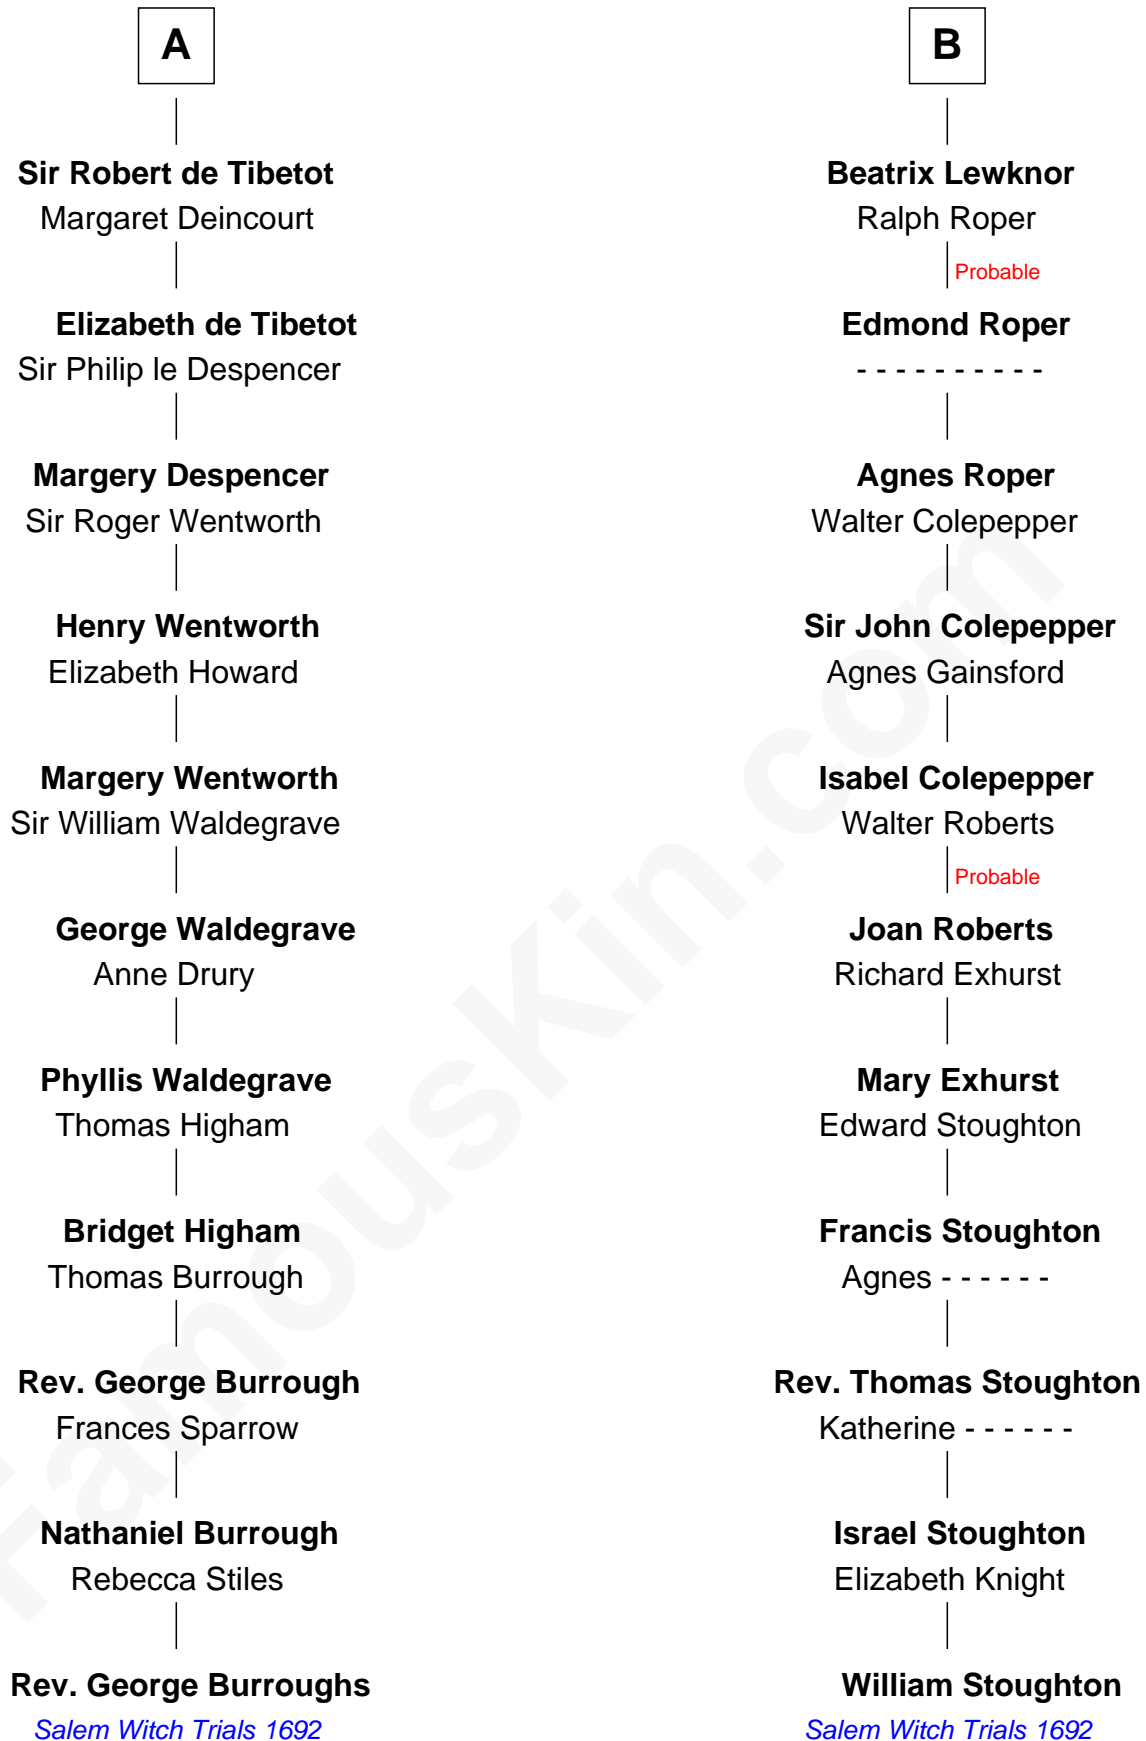 A
Sir Robert de Tibetot
Margaret Deincourt
Elizabeth de Tibetot
Sir Philip le Despencer
Margery Despencer
Sir Roger Wentworth
Henry Wentworth
Elizabeth Howard
Margery Wentworth
Sir William Waldegrave
George Waldegrave
Anne Drury
Phyllis Waldegrave
Thomas Higham
Bridget Higham
Thomas Burrough
Rev. George Burrough
Frances Sparrow
Nathaniel Burrough
Rebecca Stiles
Rev. George Burroughs
Salem Witch Trials 1692
B
Beatrix Lewknor
Ralph Roper
Probable
Edmond Roper
- - - - - - - - - -
Agnes Roper
Walter Colepepper
Sir John Colepepper
Agnes Gainsford
Isabel Colepepper
Walter Roberts
Probable
Joan Roberts
Richard Exhurst
Mary Exhurst
Edward Stoughton
Francis Stoughton
Agnes - - - - - -
Rev. Thomas Stoughton
Katherine - - - - - -
Israel Stoughton
Elizabeth Knight
William Stoughton
Salem Witch Trials 1692
FamousKin.com